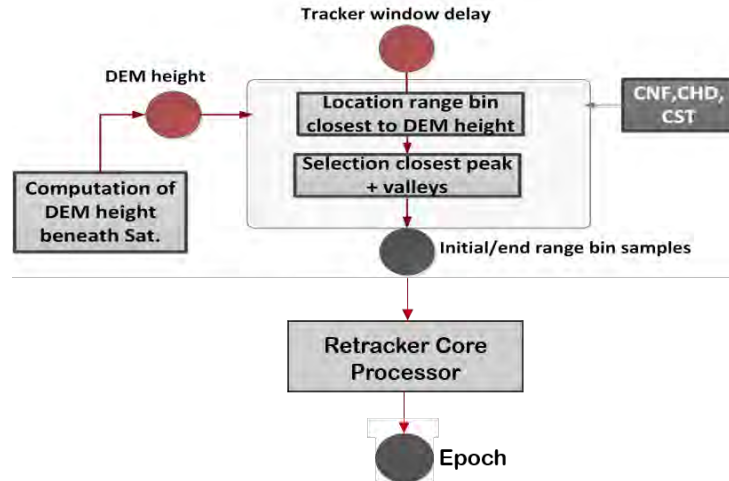 Tracker window delay
DEM height
CNF,CHD,
CST
Location range bin
closest to DEM height
Selection closest peak
+ valleys
Computation of
DEM height
beneath Sat.
Initial/end range bin samples
Retracker Core
Processor
Epoch